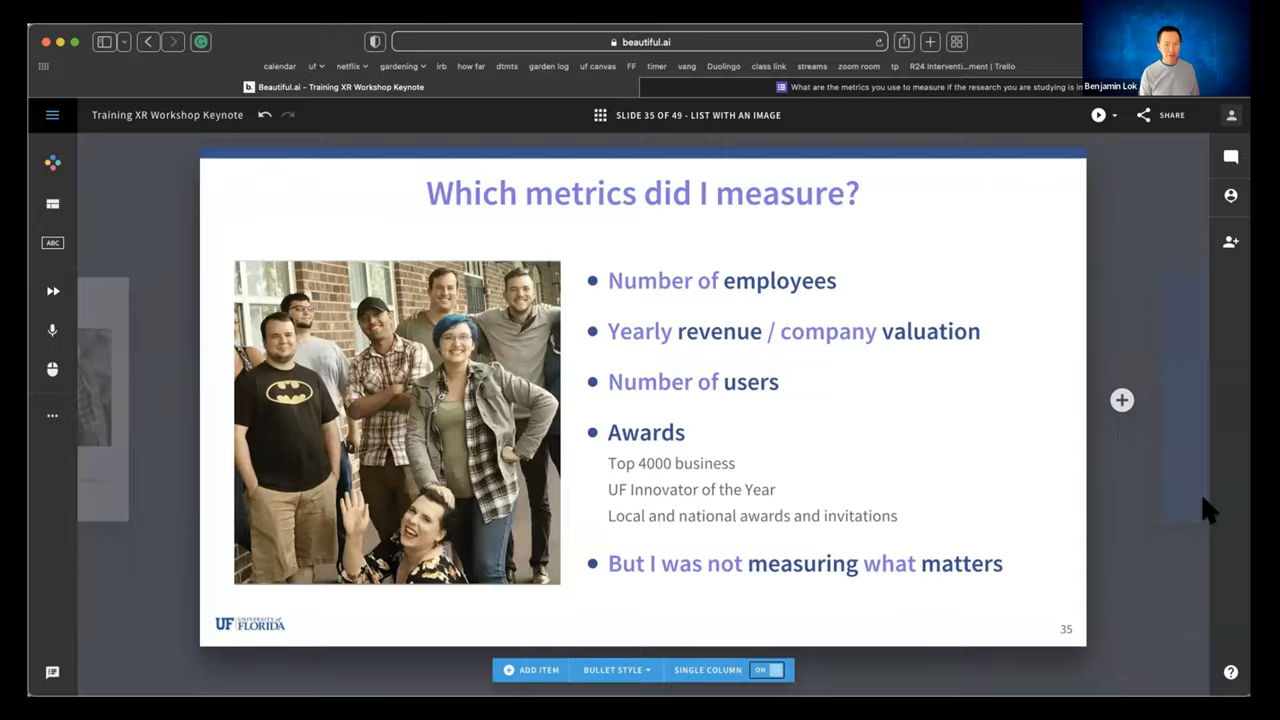 beautiful.ai
calendar uf netflix gardening irb how far dtmts garden log uf canvas FF timer vang Duolingo class link streams zoom room tp R24 Interventi...ment | Trello
b. Beautiful.ai - Training XR Workshop Keynote
What are the metrics you use to measure if the research you are studying is in
Benjamin Lok
Training XR Workshop Keynote
SLIDE 35 OF 49 - LIST WITH AN IMAGE
SHARE
ABC
Which metrics did I measure?
Number of employees
Yearly revenue / company valuation
Number of users
Awards
Top 4000 business
UF Innovator of the Year
Local and national awards and invitations
But I was not measuring what matters
UF UNIVERSITY of FLORIDA
35
ADD ITEM BULLET STYLE SINGLE COLUMN ON